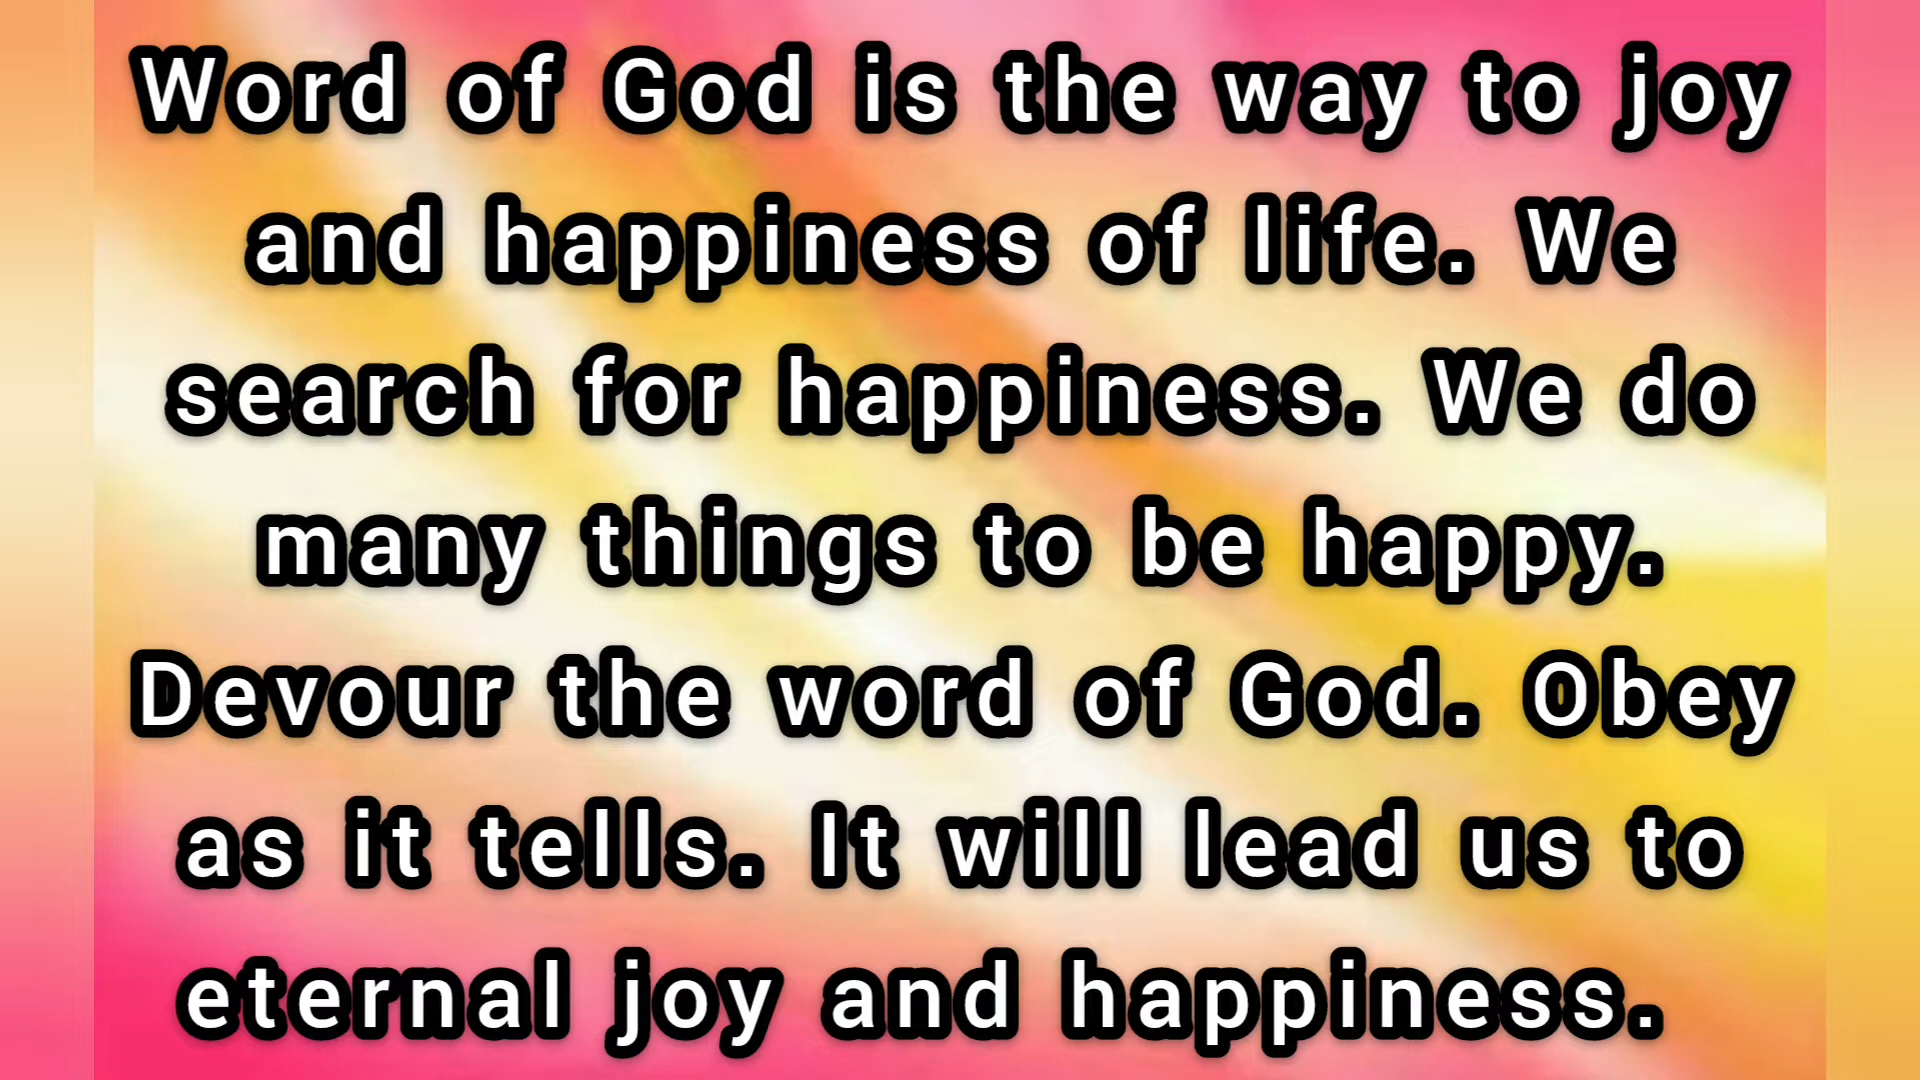 Word of God is the way to joy
and happiness of life. We
search for happiness. We do
many things to be happy.
Devour the word of God. Obey
as it tells. It will lead us to
eternal joy and happiness.